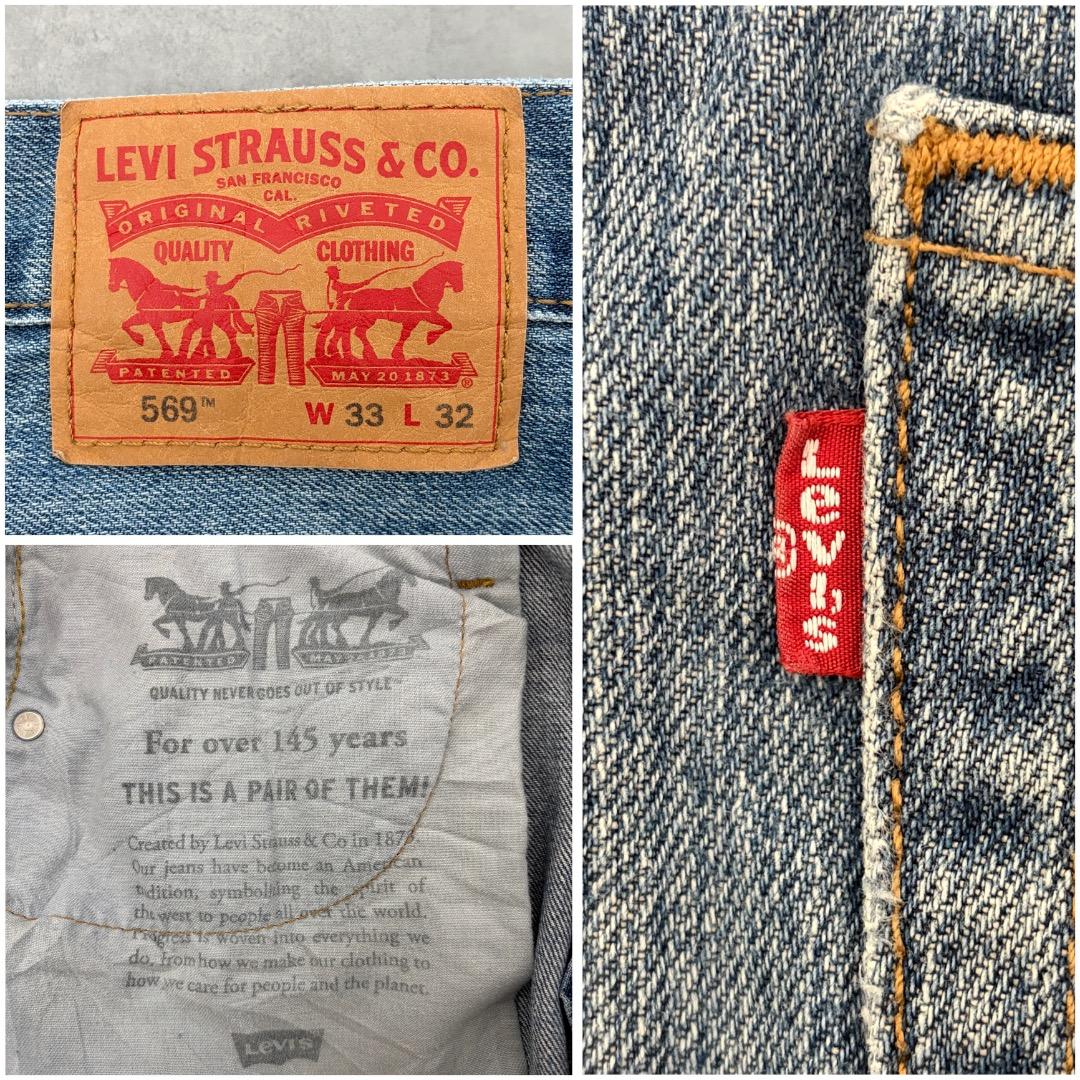 LEVI STRAUSS & CO.
SAN FRANCISCO
CAL.
ORIGINAL RIVETED
QUALITY CLOTHING
PATENTED MAY 20 1873 ®
569™ W 33 L 32
PATENTED MAY 20 1873
QUALITY NEVER GOES OUT OF STYLE™
For over 145 years
THIS IS A PAIR OF THEM!
Created by Levi Strauss & Co in 1873.
Our jeans have become an American
tradition, symbolizing the spirit of
the west to people all over the world.
Progress is woven into everything we
do, from how we make our clothing to
how we care for people and the planet.
LEVI'S
LeVi's
®